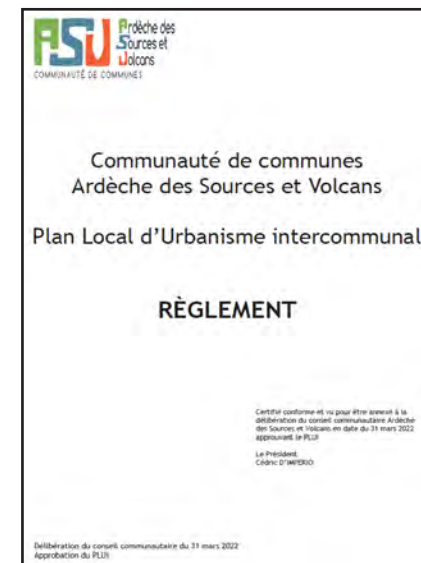 ASV Ardèche des
Sources et
Volcans
COMMUNAUTÉ DE COMMUNES
Communauté de communes
Ardèche des Sources et Volcans
Plan Local d'Urbanisme intercommunal
RÈGLEMENT
Certifié conforme et vu pour être annexé à la
délibération du conseil communautaire Ardèche
des Sources et Volcans en date du 31 mars 2022
approuvant le PLUi
Le Président,
Cédric D'IMPERIO
Délibération du conseil communautaire du 31 mars 2022
Approbation du PLUi